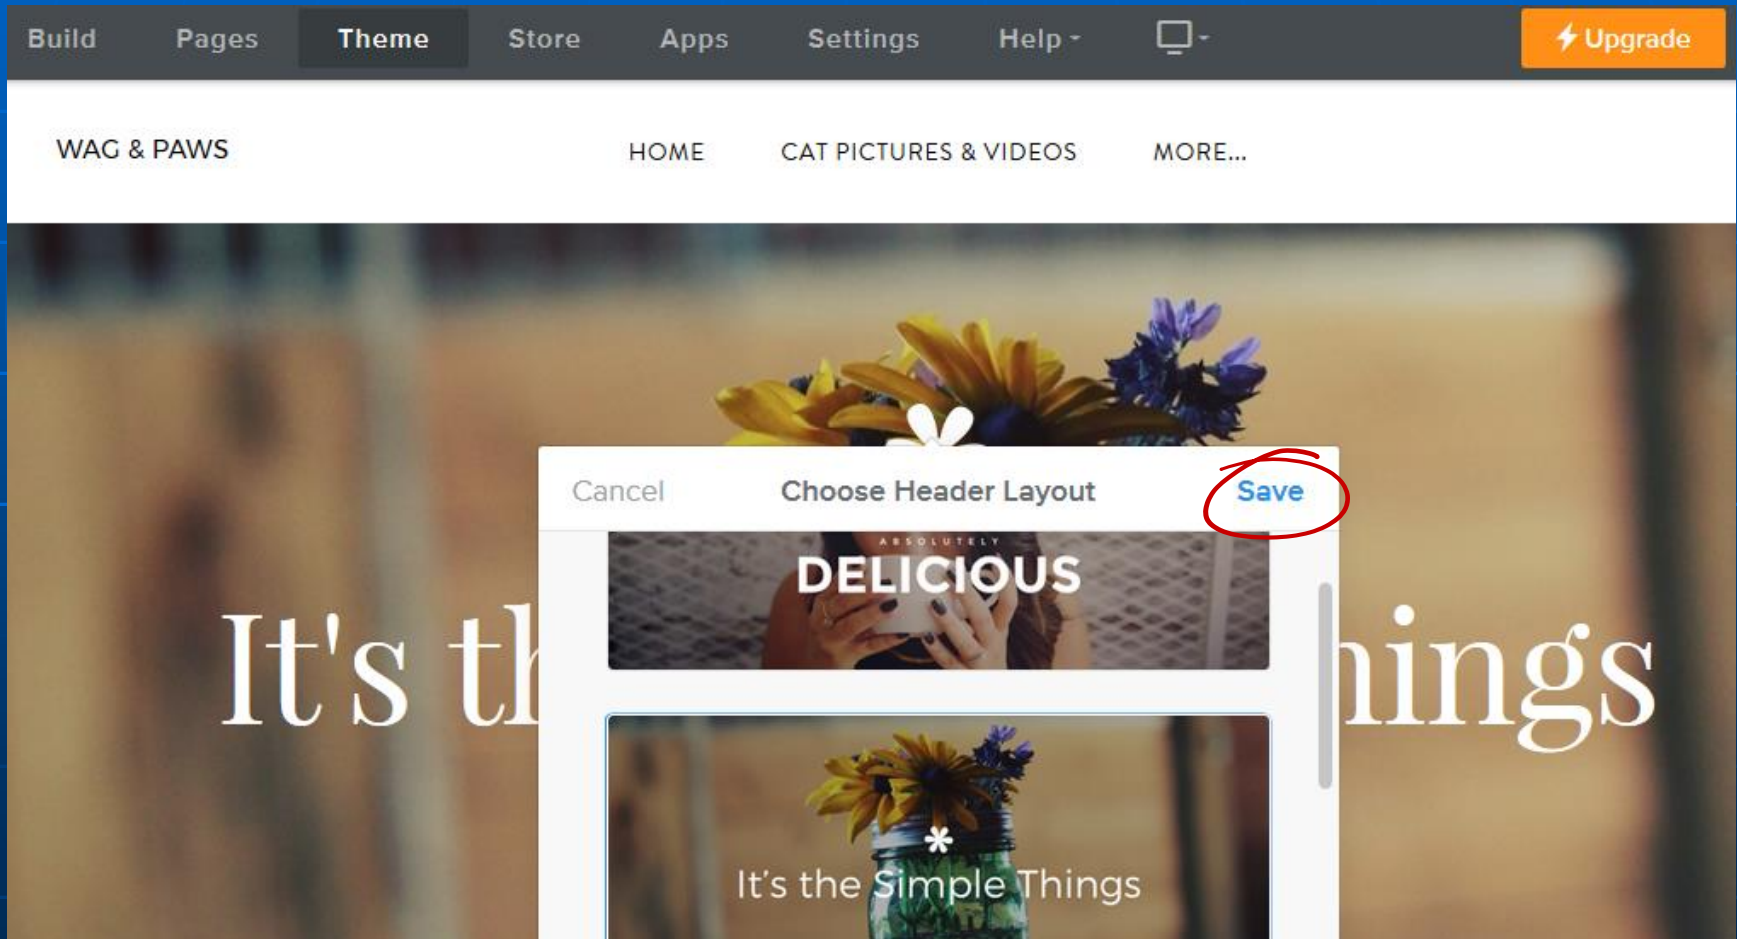 Build Pages Theme Store Apps Settings Help Upgrade
WAG & PAWS HOME CAT PICTURES & VIDEOS MORE...
Cancel Choose Header Layout Save
ABSOLUTELY
DELICIOUS
It's th hings
It's the Simple Things